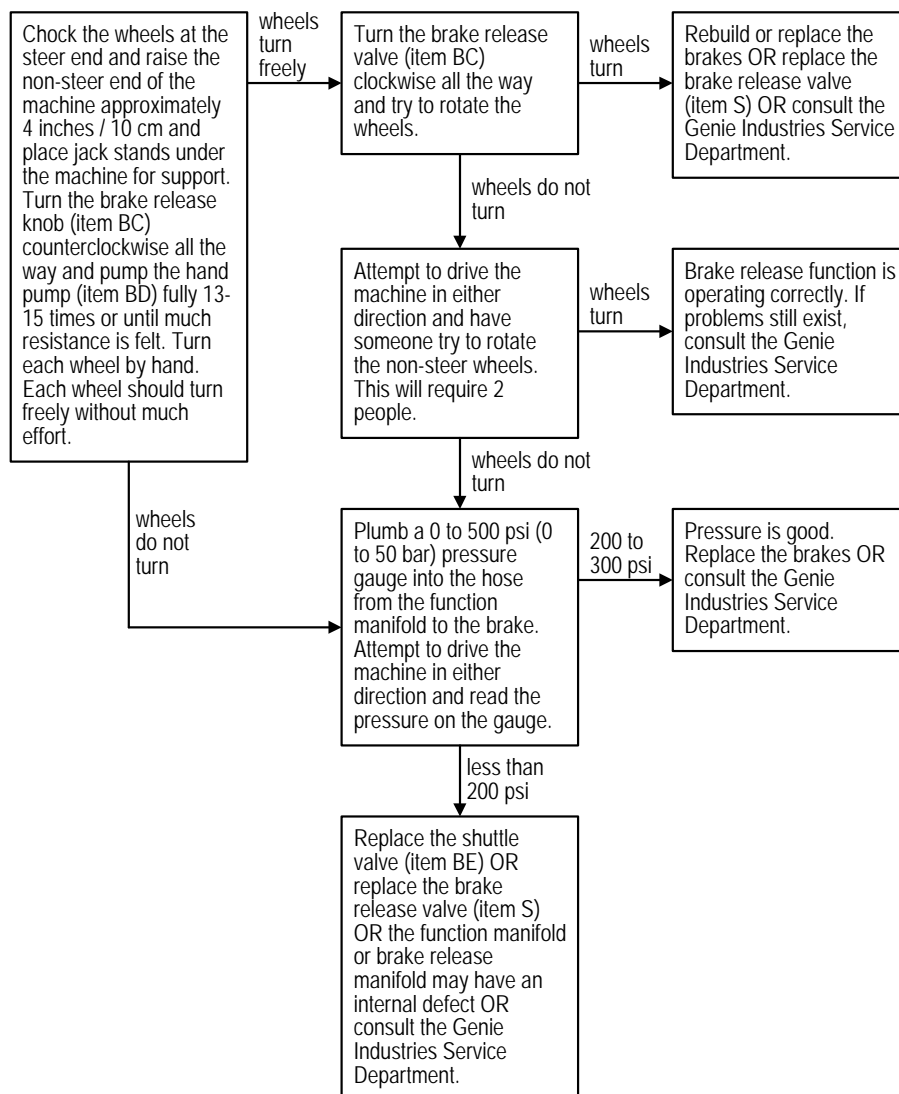 Chock the wheels at the
steer end and raise the
non-steer end of the
machine approximately
4 inches / 10 cm and
place jack stands under
the machine for support.
Turn the brake release
knob (item BC)
counterclockwise all the
way and pump the hand
pump (item BD) fully 13-
15 times or until much
resistance is felt. Turn
each wheel by hand.
Each wheel should turn
freely without much
effort.
wheels
turn
freely
Turn the brake release
valve (item BC)
clockwise all the way
and try to rotate the
wheels.
wheels
turn
Rebuild or replace the
brakes OR replace the
brake release valve
(item S) OR consult the
Genie Industries Service
Department.
wheels do not
turn
Attempt to drive the
machine in either
direction and have
someone try to rotate
the non-steer wheels.
This will require 2
people.
wheels
turn
Brake release function is
operating correctly. If
problems still exist,
consult the Genie
Industries Service
Department.
wheels do not
turn
wheels
do not
turn
Plumb a 0 to 500 psi (0
to 50 bar) pressure
gauge into the hose
from the function
manifold to the brake.
Attempt to drive the
machine in either
direction and read the
pressure on the gauge.
200 to
300 psi
Pressure is good.
Replace the brakes OR
consult the Genie
Industries Service
Department.
less than
200 psi
Replace the shuttle
valve (item BE) OR
replace the brake
release valve (item S)
OR the function manifold
or brake release
manifold may have an
internal defect OR
consult the Genie
Industries Service
Department.